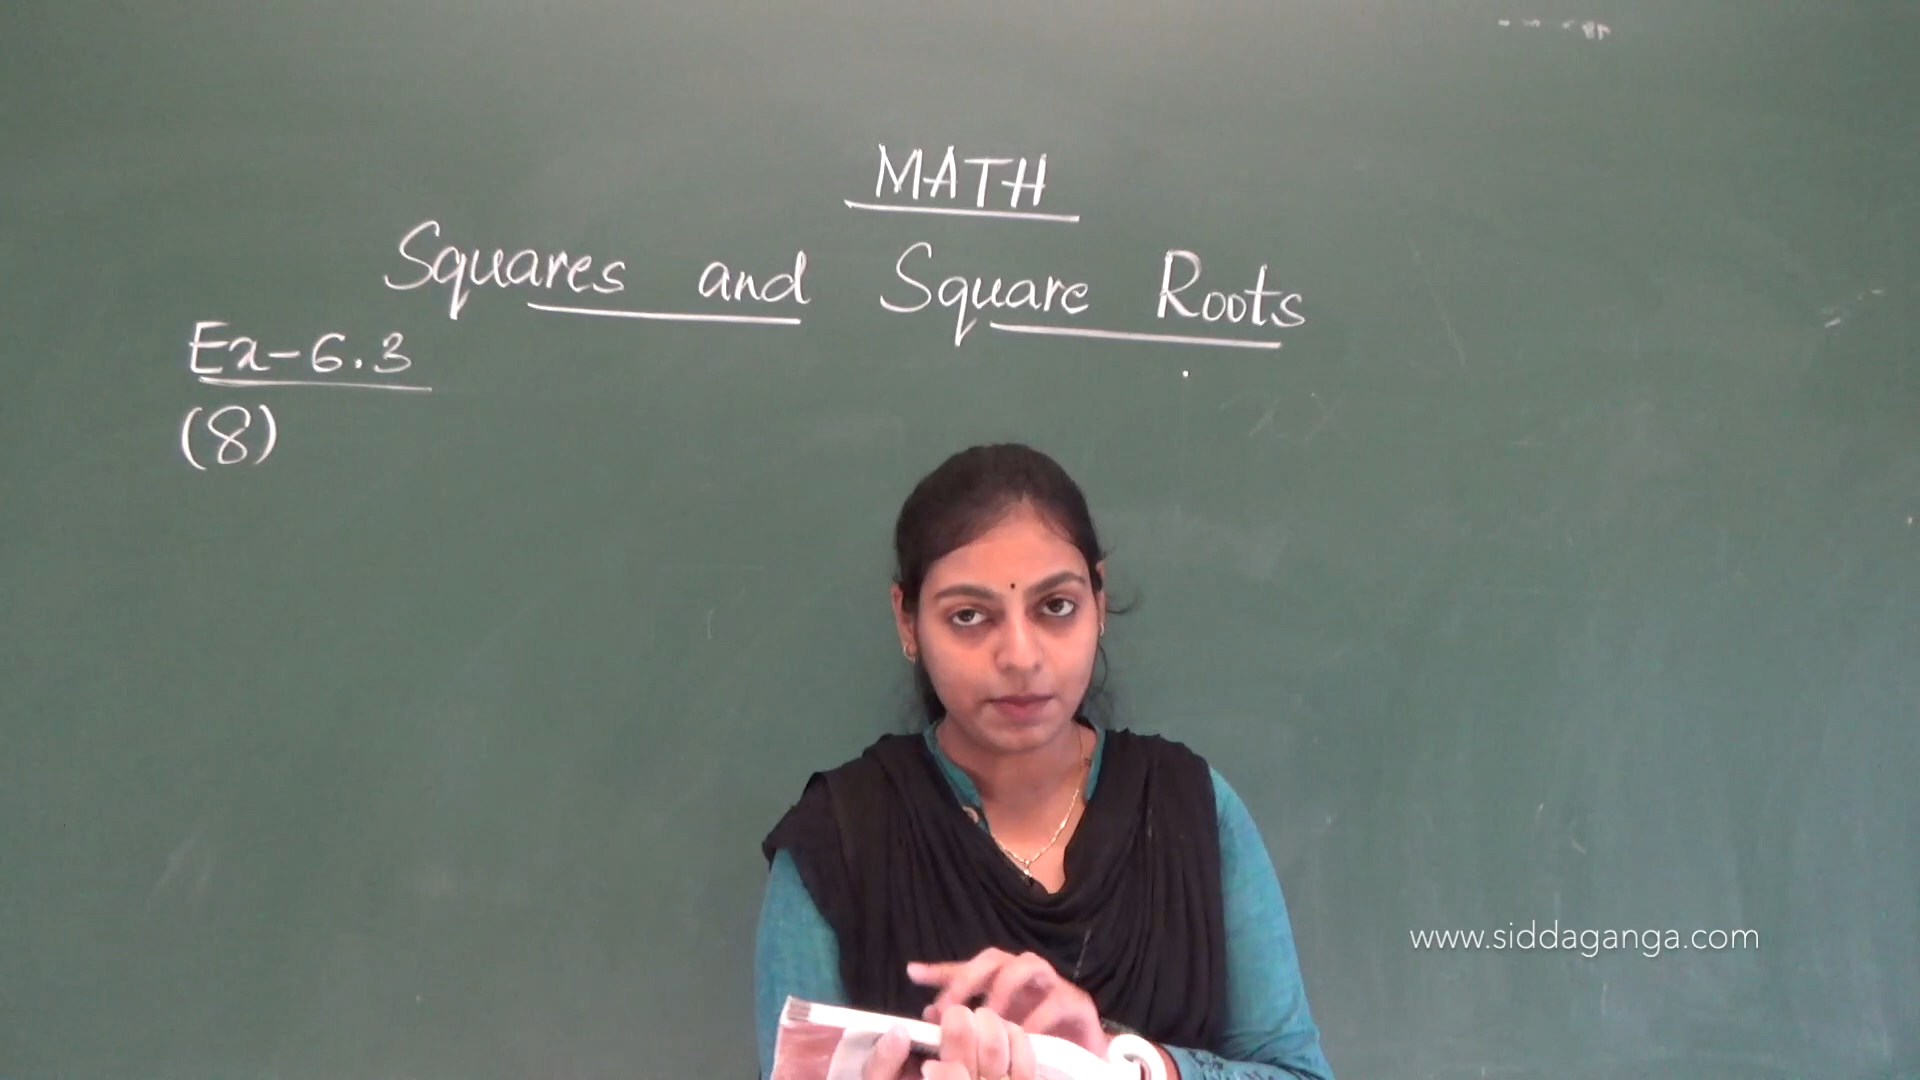 MATH
Squares and Square Roots
Ex-6.3
(8)
www.siddaganga.com